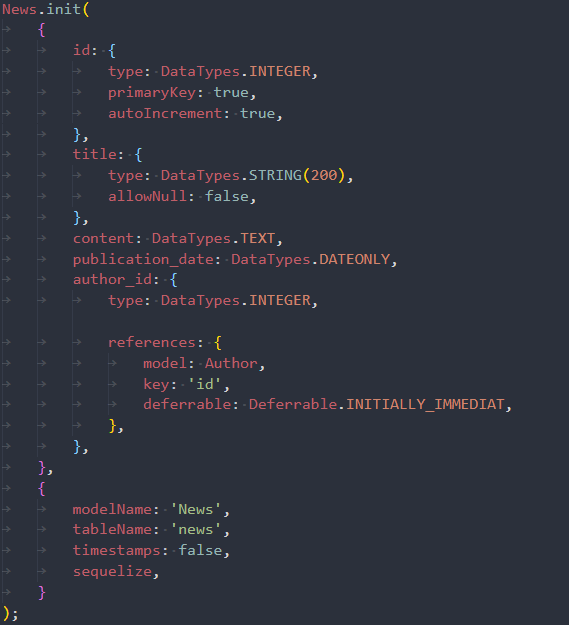 News.init(
{
id: {
type: DataTypes.INTEGER,
primaryKey: true,
autoIncrement: true,
},
title: {
type: DataTypes.STRING(200),
allowNull: false,
},
content: DataTypes.TEXT,
publication_date: DataTypes.DATEONLY,
author_id: {
type: DataTypes.INTEGER,
references: {
model: Author,
key: 'id',
deferrable: Deferrable.INITIALLY_IMMEDIAT,
},
},
},
{
modelName: 'News',
tableName: 'news',
timestamps: false,
sequelize,
}
);